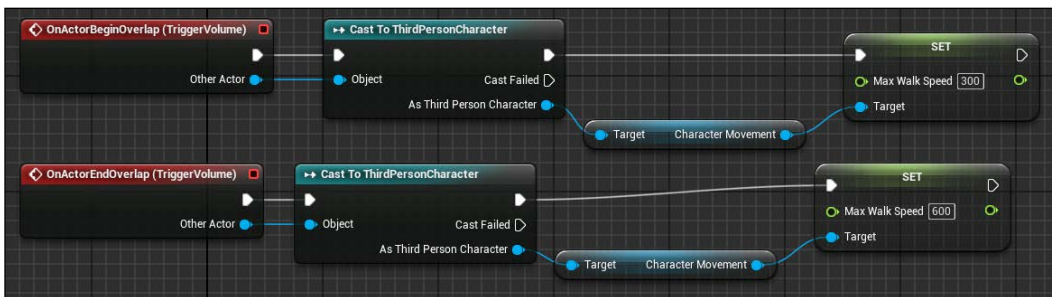 OnActorBeginOverlap (TriggerVolume)
Other Actor
Cast To ThirdPersonCharacter
Object
Cast Failed
As Third Person Character
Target Character Movement
SET
Max Walk Speed 300
Target
OnActorEndOverlap (TriggerVolume)
Other Actor
Cast To ThirdPersonCharacter
Object
Cast Failed
As Third Person Character
Target Character Movement
SET
Max Walk Speed 600
Target